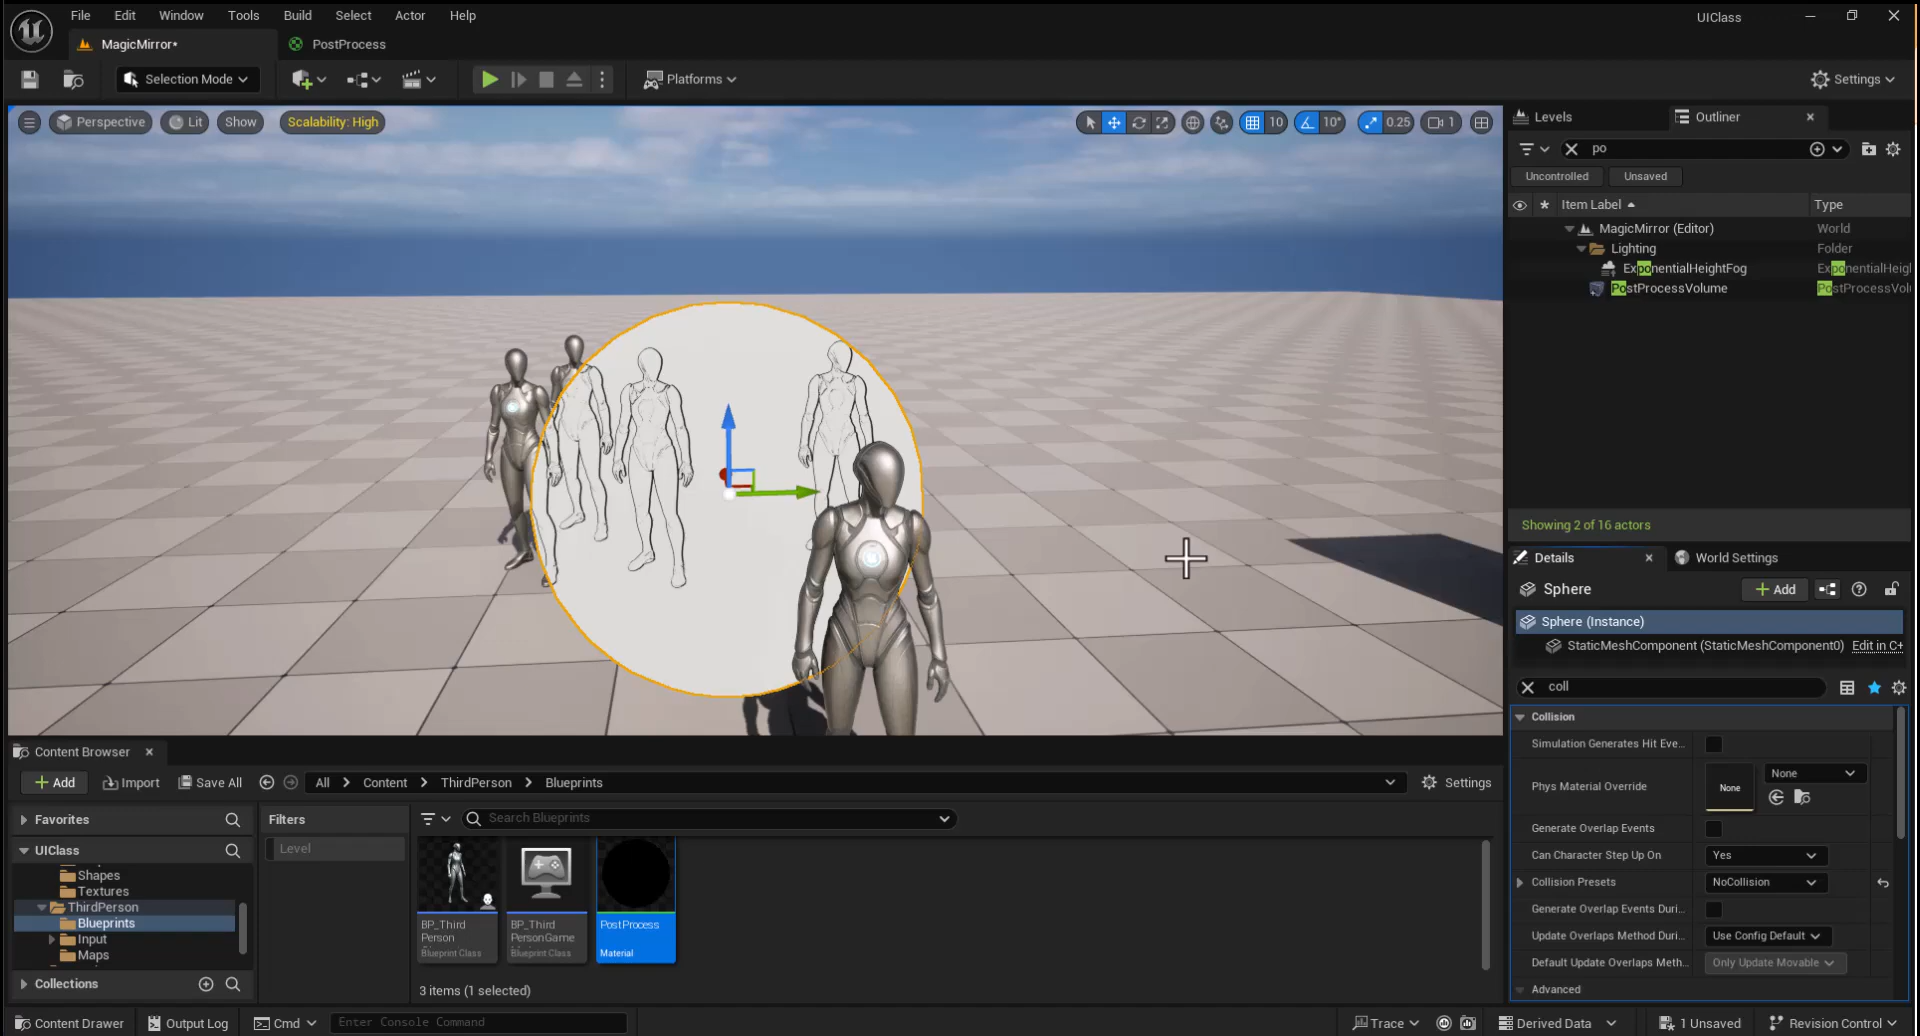 File Edit Window Tools Build Select Actor Help
UIClass
MagicMirror•
PostProcess
Selection Mode
Platforms
Settings
Perspective
Lit
Show
Scalability: High
10
10°
0.25
1
Levels
Outliner
po
Uncontrolled
Unsaved
Item Label
Type
MagicMirror (Editor)
World
Lighting
Folder
ExponentialHeightFog
ExponentialHeigl
PostProcessVolume
PostProcessVolu
Showing 2 of 16 actors
Details
World Settings
Sphere
Add
Sphere (Instance)
StaticMeshComponent (StaticMeshComponent0)
Edit in C+
coll
Collision
Simulation Generates Hit Eve...
Phys Material Override
None
None
Generate Overlap Events
Can Character Step Up On
Yes
Collision Presets
NoCollision
Generate Overlap Events Duri...
Update Overlaps Method Duri...
Use Config Default
Default Update Overlaps Meth...
Only Update Movable
Advanced
Content Browser
Add
Import
Save All
All
Content
ThirdPerson
Blueprints
Settings
Favorites
UIClass
Shapes
Textures
ThirdPerson
Blueprints
Input
Maps
Collections
Filters
Level
Search Blueprints
BP_Third
Person
Blueprint Class
BP_Third
PersonGame
Blueprint Class
PostProcess
Material
3 items (1 selected)
Content Drawer
Output Log
Cmd
Enter Console Command
Trace
Derived Data
1 Unsaved
Revision Control